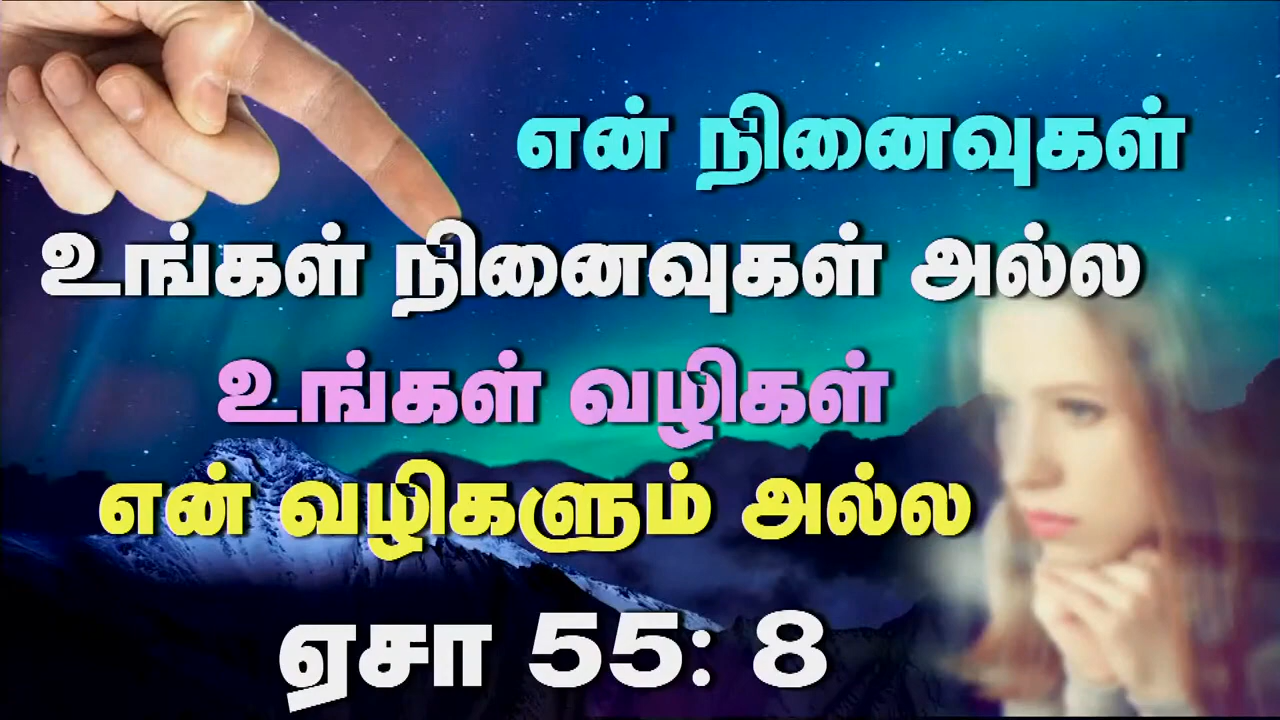 என் நினைவுகள்
உங்கள் நினைவுகள் அல்ல
உங்கள் வழிகள்
என் வழிகளும் அல்ல
ஏசா 55: 8